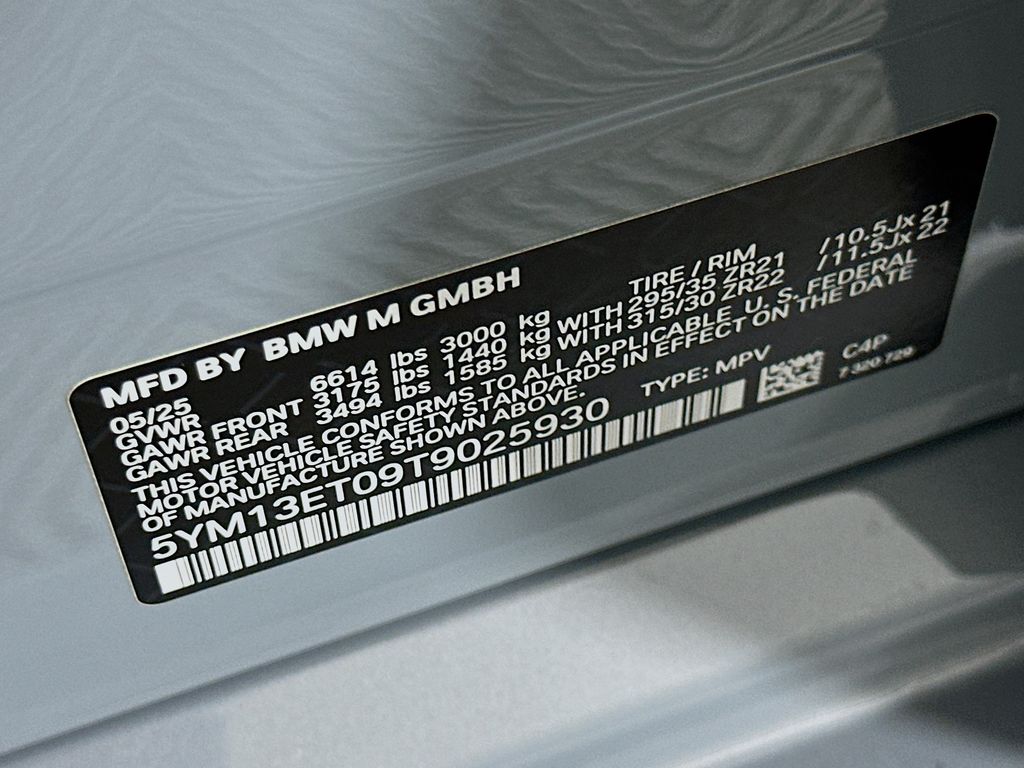 MFD BY BMW M GMBH
05/25 TIRE / RIM
GVWR 6614 lbs 3000 kg
GAWR FRONT 3175 lbs 1440 kg WITH 295/35 ZR21 /10.5Jx 21
GAWR REAR 3494 lbs 1585 kg WITH 315/30 ZR22 /11.5Jx 22
THIS VEHICLE CONFORMS TO ALL APPLICABLE U. S. FEDERAL
MOTOR VEHICLE SAFETY STANDARDS IN EFFECT ON THE DATE
OF MANUFACTURE SHOWN ABOVE.
5YM13ET09T9025930 TYPE: MPV C4P
7 320 729